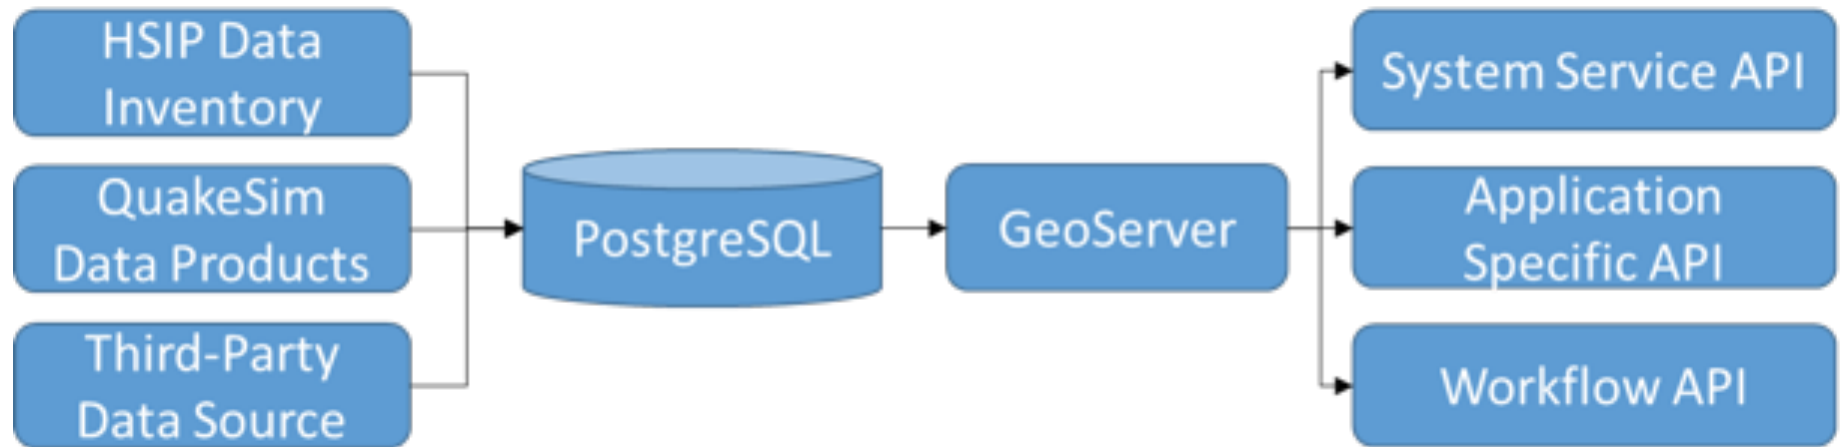 HSIP Data
Inventory
QuakeSim
Data Products
Third-Party
Data Source
PostgreSQL
GeoServer
System Service API
Application
Specific API
Workflow API